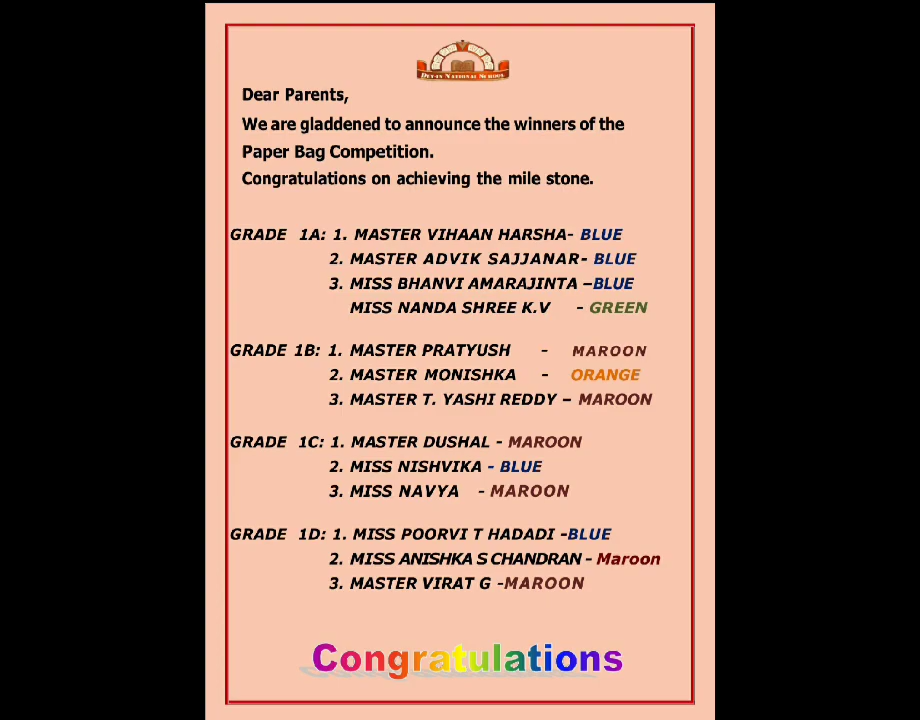 Dear Parents,
We are gladdened to announce the winners of the
Paper Bag Competition.
Congratulations on achieving the mile stone.
GRADE 1A: 1. MASTER VIHAAN HARSHA- BLUE
2. MASTER ADVIK SAJJANAR- BLUE
3. MISS BHANVI AMARAJINTA –BLUE
MISS NANDA SHREE K.V - GREEN
GRADE 1B: 1. MASTER PRATYUSH - MAROON
2. MASTER MONISHKA - ORANGE
3. MASTER T. YASHI REDDY – MAROON
GRADE 1C: 1. MASTER DUSHAL - MAROON
2. MISS NISHVIKA - BLUE
3. MISS NAVYA - MAROON
GRADE 1D: 1. MISS POORVI T HADADI -BLUE
2. MISS ANISHKA S CHANDRAN - Maroon
3. MASTER VIRAT G -MAROON
Congratulations